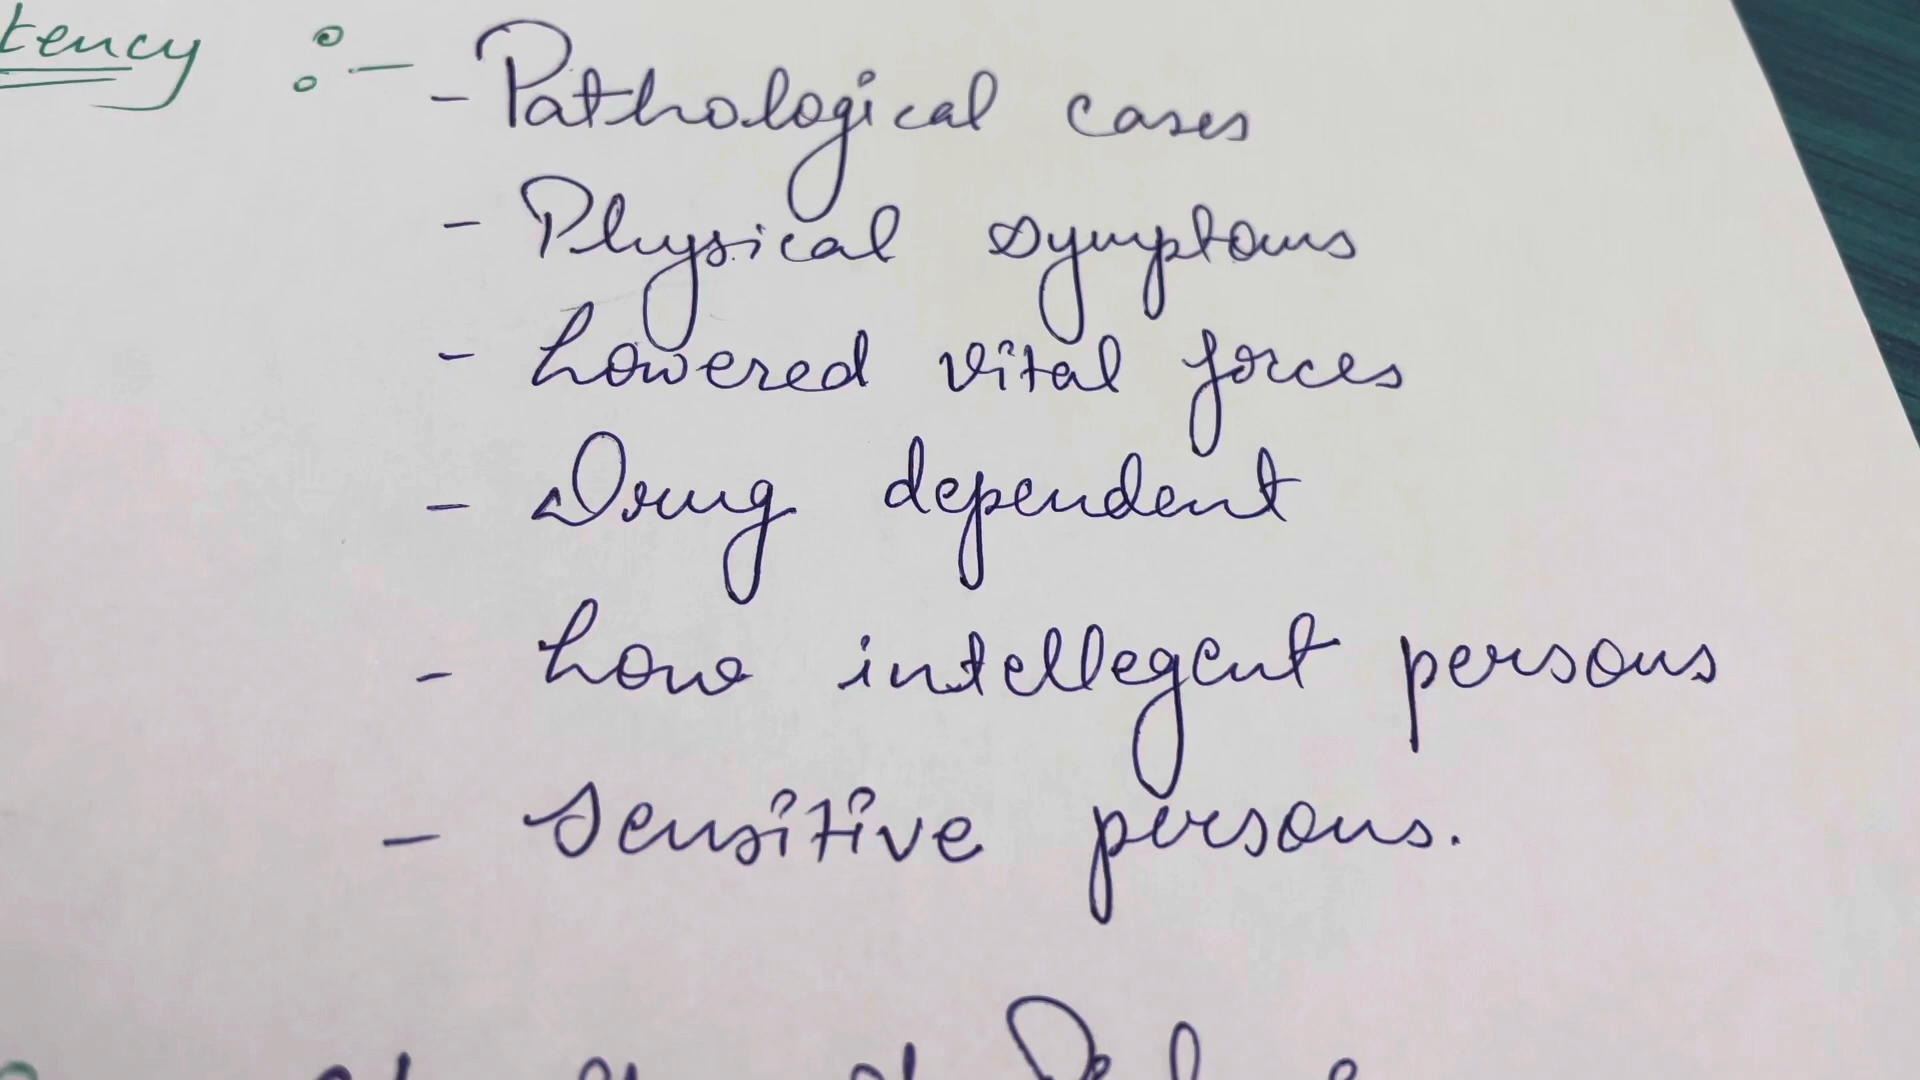 tency :- - Pathological cases
- Physical symptoms
- Lowered vital forces
- Drug dependent
- Low intellegent persons
- Sensitive persons.